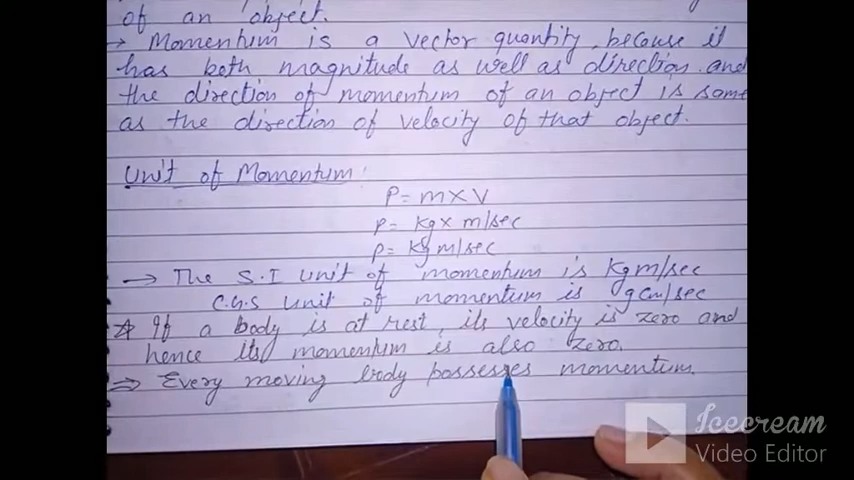 of an object.
→ Momentum is a vector quantity, because it
has both magnitude as well as direction and
the direction of momentum of an object is same
as the direction of velocity of that object.
Unit of Momentum
P = m x V
P = Kg x m/sec
P = Kg m/sec
→ The S.I unit of momentum is Kgm/sec
C.G.S unit of momentum is gcm/sec
☆ If a body is at rest, its velocity is zero and
hence its momentum is also zero.
⇒ Every moving body possesses momentum.
Icecream
Video Editor